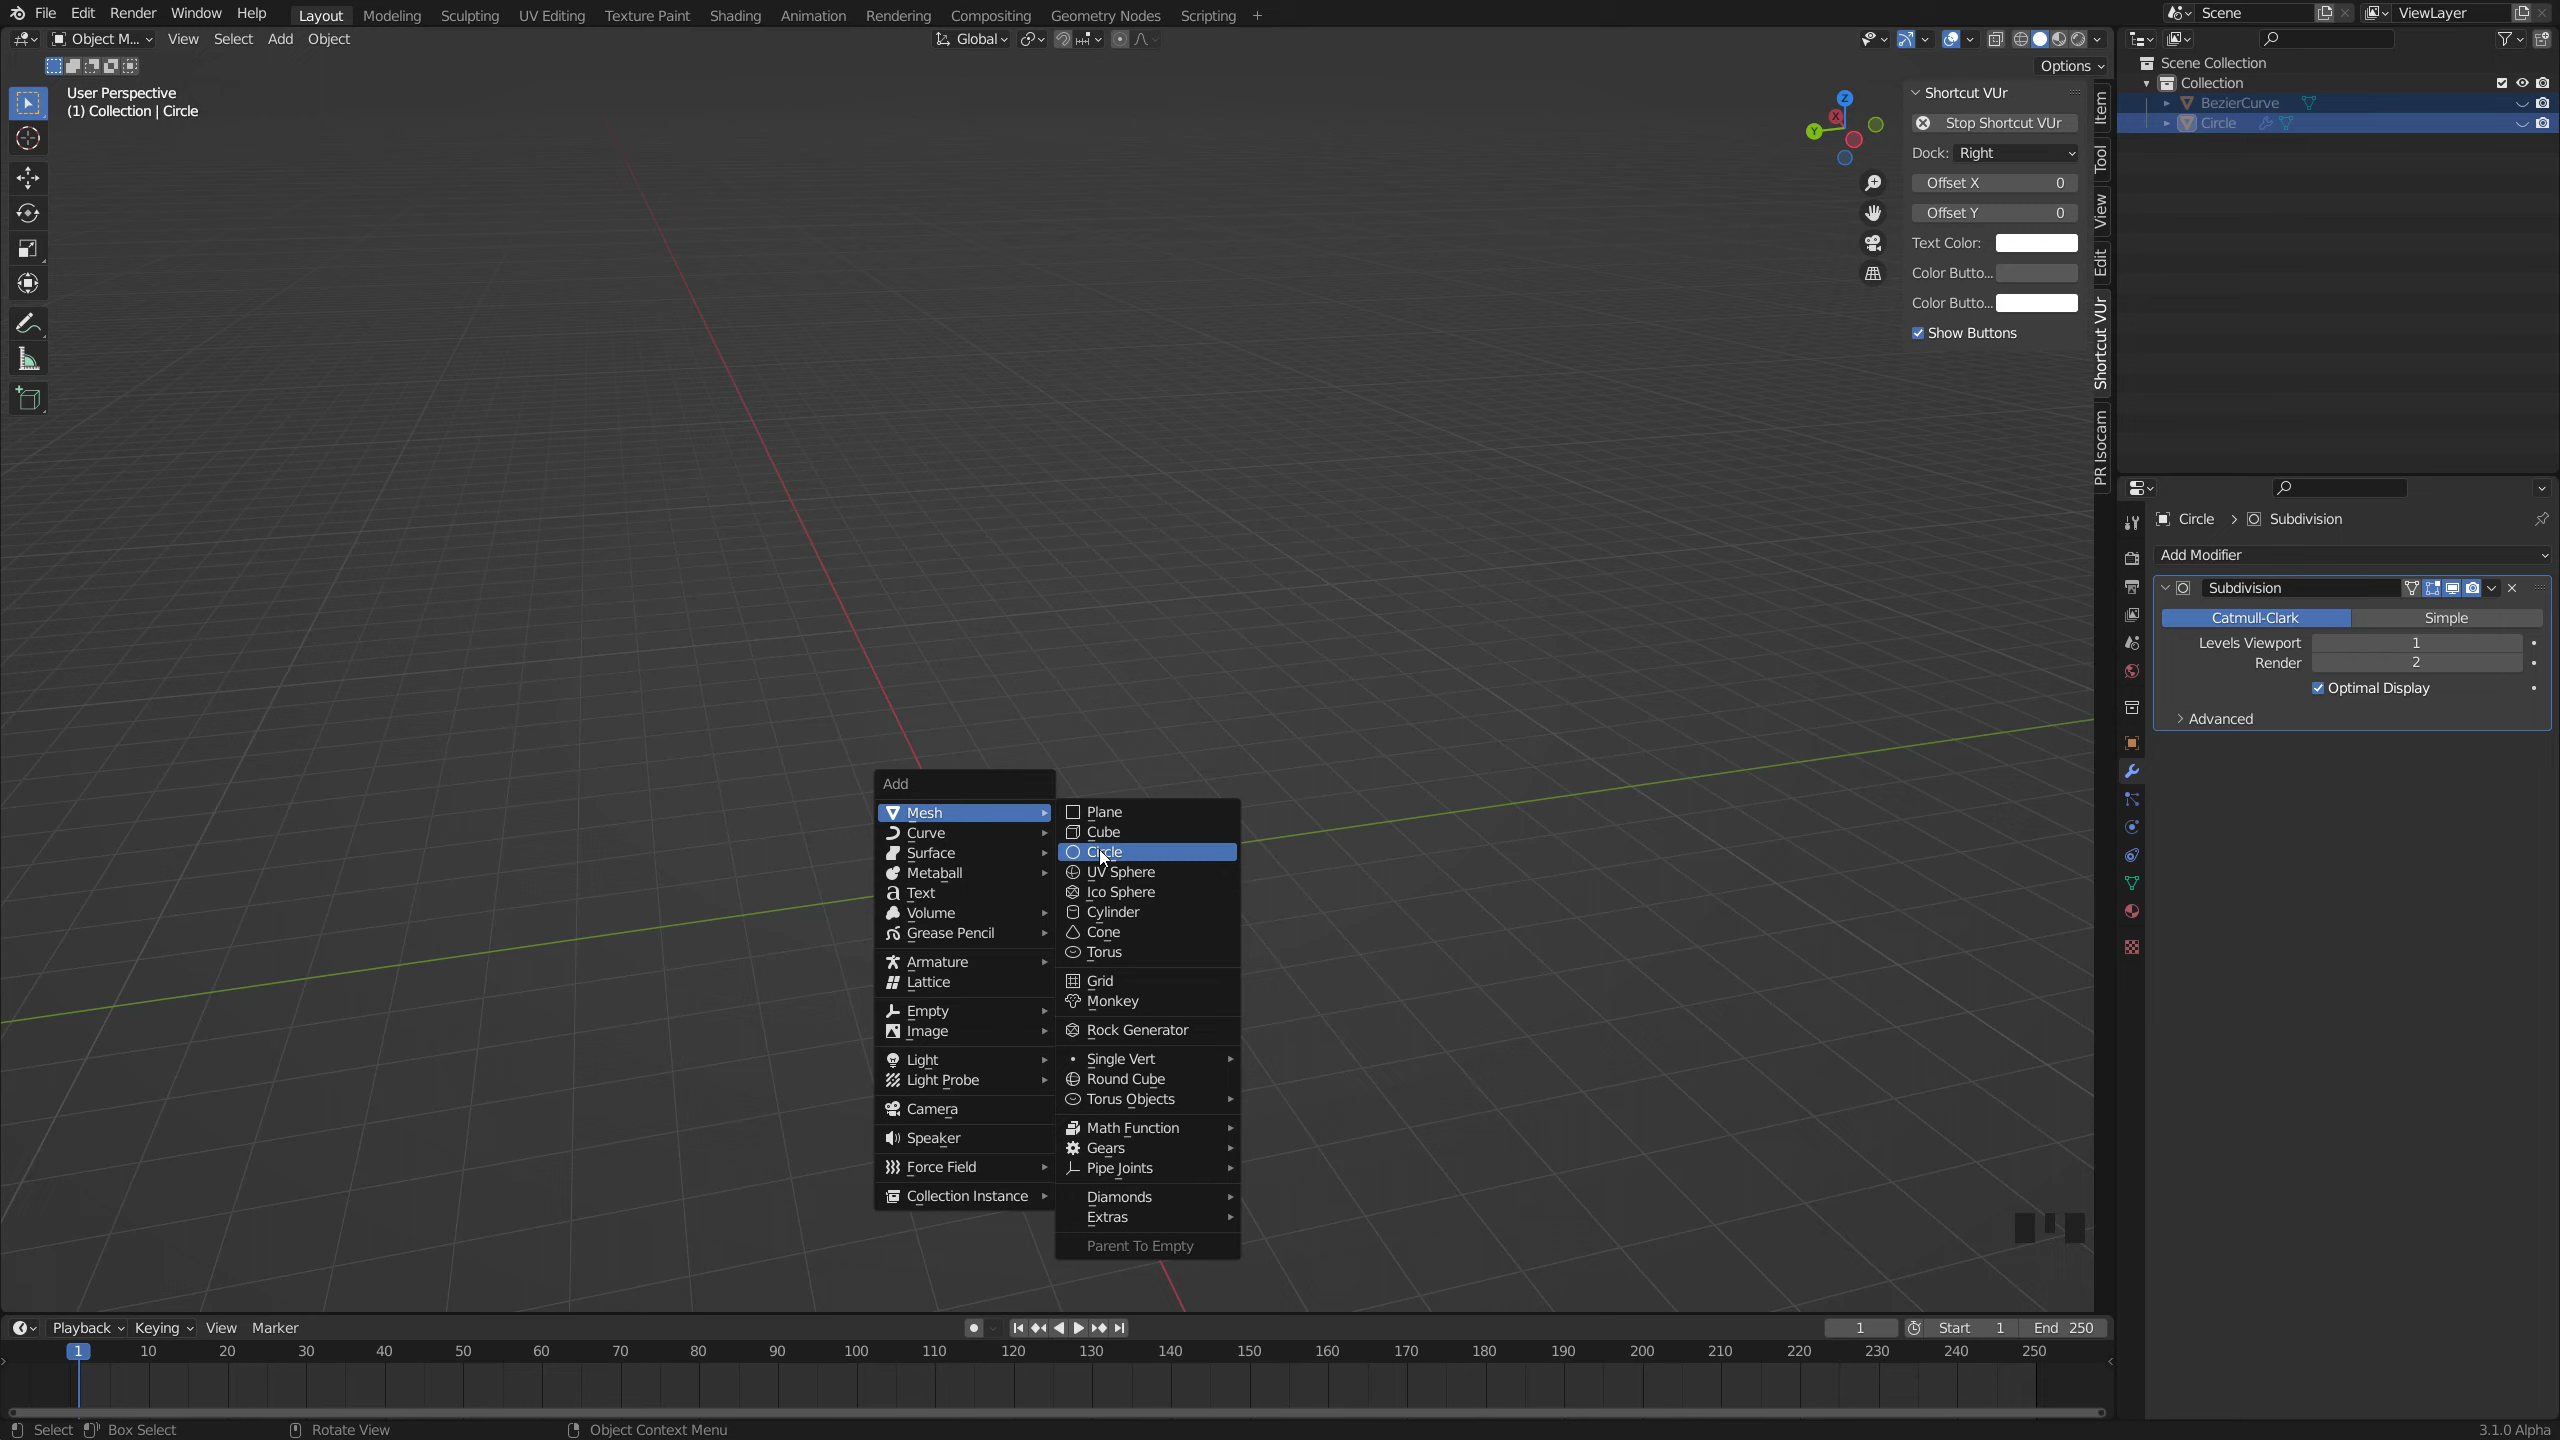 File Edit Render Window Help Layout Modeling Sculpting UV Editing Texture Paint Shading Animation Rendering Compositing Geometry Nodes Scripting + Scene ViewLayer
Object M... View Select Add Object Global
Options
User Perspective
(1) Collection | Circle
Z
X
Y
Shortcut VUr
Stop Shortcut VUr
Dock: Right
Offset X 0
Offset Y 0
Text Color:
Color Butto...
Color Butto...
Show Buttons
Item
Tool
View
Edit
Shortcut VUr
PR Isocam
Scene Collection
Collection
BezierCurve
Circle
Circle > Subdivision
Add Modifier
Subdivision
Catmull-Clark Simple
Levels Viewport 1
Render 2
Optimal Display
Advanced
Add
Mesh
Curve
Surface
Metaball
Text
Volume
Grease Pencil
Armature
Lattice
Empty
Image
Light
Light Probe
Camera
Speaker
Force Field
Collection Instance
Plane
Cube
Circle
UV Sphere
Ico Sphere
Cylinder
Cone
Torus
Grid
Monkey
Rock Generator
Single Vert
Round Cube
Torus Objects
Math Function
Gears
Pipe Joints
Diamonds
Extras
Parent To Empty
Playback Keying View Marker 1 Start 1 End 250
1 10 20 30 40 50 60 70 80 90 100 110 120 130 140 150 160 170 180 190 200 210 220 230 240 250
Select Box Select Rotate View Object Context Menu 3.1.0 Alpha